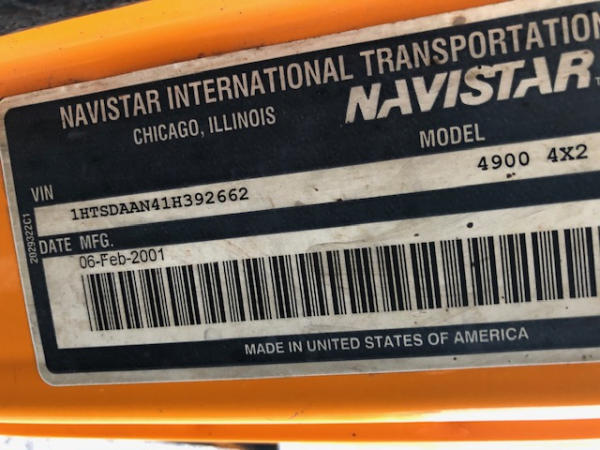 NAVISTAR INTERNATIONAL TRANSPORTATION
CHICAGO, ILLINOIS
NAVISTAR
MODEL
4900 4X2
VIN
1HTSDAAN41H392662
DATE MFG.
06-Feb-2001
2029322C1
MADE IN UNITED STATES OF AMERICA